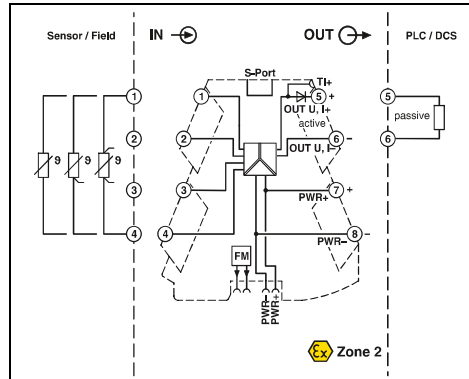 Sensor / Field
IN
OUT
PLC / DCS
S-Port
TI+
1
1
5
+
5
OUT U, I+
active
passive
2
2
6
-
6
OUT U, I-
ϑ
ϑ
ϑ
3
3
7
+
PWR+
4
4
8
-
PWR-
FM
PWR-
PWR+
Ex
Zone 2